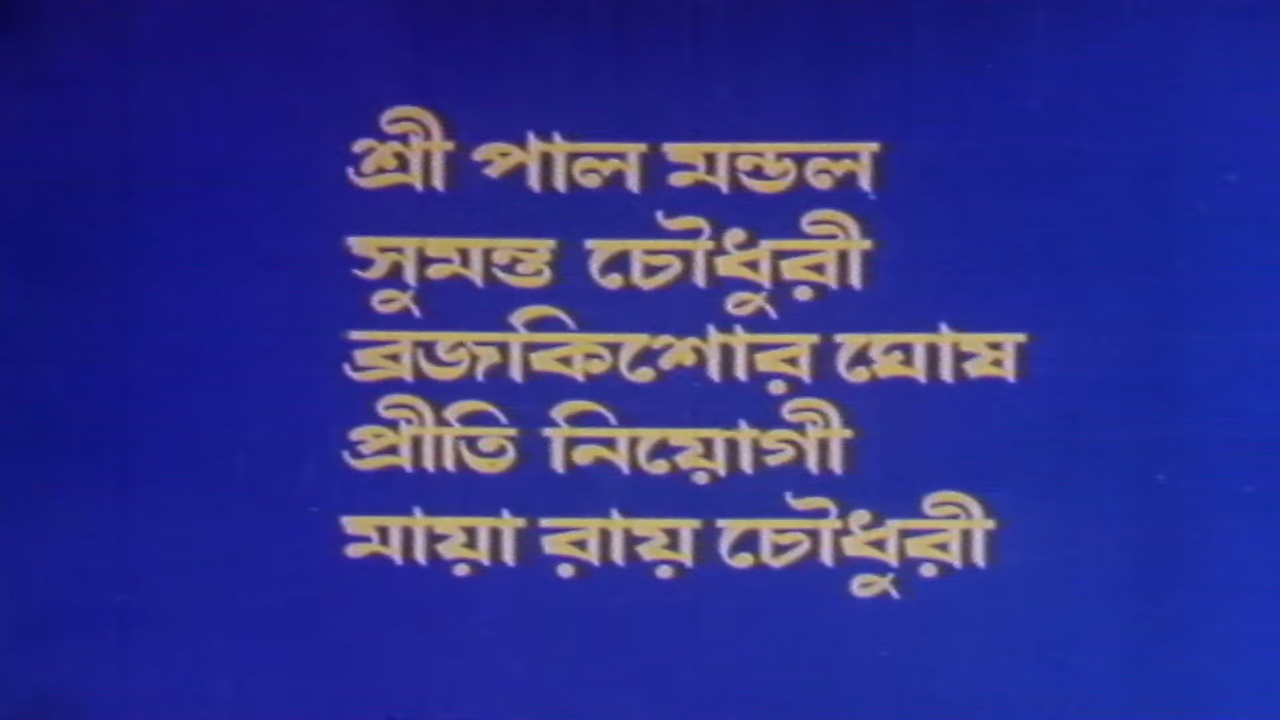 শ্রী পাল মন্ডল
সুমন্ত চৌধুরী
ব্রজকিশোর ঘোষ
প্রীতি নিয়োগী
মায়া রায় চৌধুরী